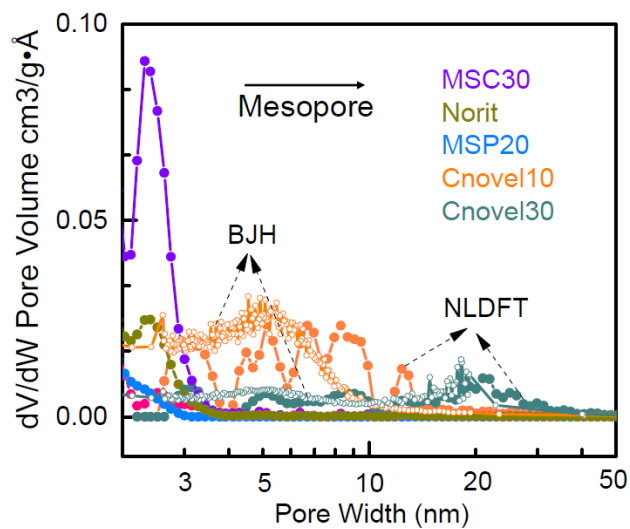 0.10
0.05
0.00
dV/dW Pore Volume cm3/g•Å
Mesopore
MSC30
Norit
MSP20
Cnovel10
Cnovel30
BJH
NLDFT
3 5 10 20 50
Pore Width (nm)